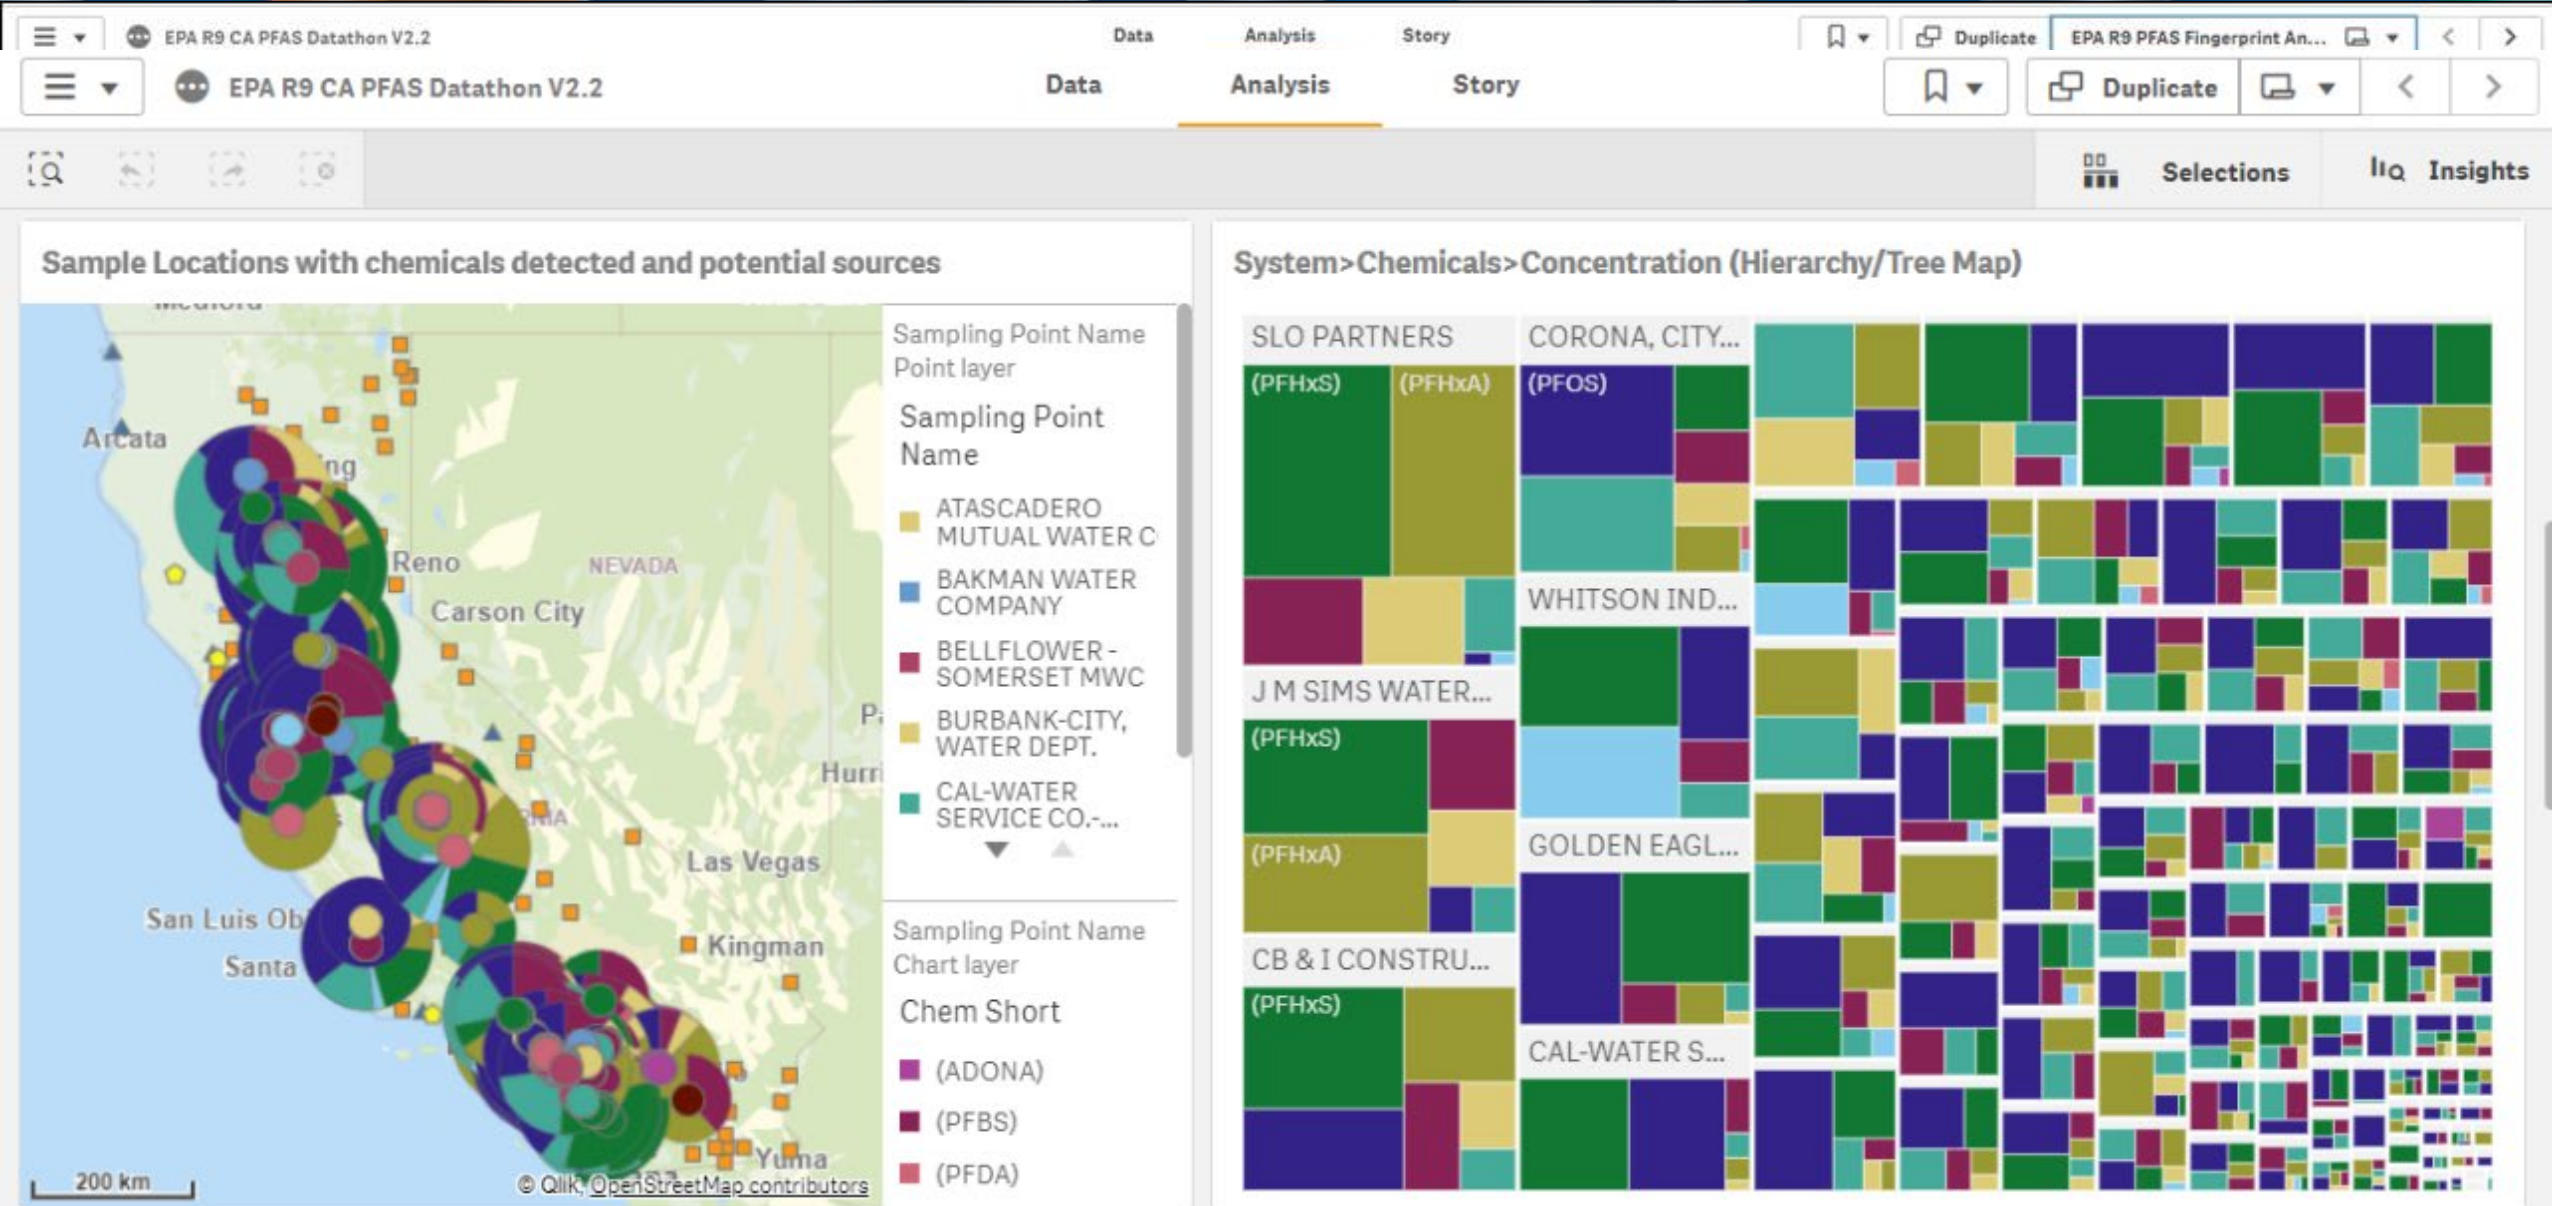 EPA R9 CA PFAS Datathon V2.2
Data
Analysis
Story
Duplicate
EPA R9 PFAS Fingerprint An...
EPA R9 CA PFAS Datathon V2.2
Data
Analysis
Story
Duplicate
Selections
Insights
Sample Locations with chemicals detected and potential sources
Arcata
ing
Reno
NEVADA
Carson City
Pa
Hurri
RNIA
Las Vegas
San Luis Ob
Santa
Kingman
Yuma
200 km
© Qlik, OpenStreetMap contributors
Sampling Point Name
Point layer
Sampling Point
Name
ATASCADERO
MUTUAL WATER C
BAKMAN WATER
COMPANY
BELLFLOWER -
SOMERSET MWC
BURBANK-CITY,
WATER DEPT.
CAL-WATER
SERVICE CO.-...
Sampling Point Name
Chart layer
Chem Short
(ADONA)
(PFBS)
(PFDA)
System>Chemicals>Concentration (Hierarchy/Tree Map)
SLO PARTNERS
(PFHxS)
(PFHxA)
J M SIMS WATER...
(PFHxS)
(PFHxA)
CB & I CONSTRU...
(PFHxS)
CORONA, CITY...
(PFOS)
WHITSON IND...
GOLDEN EAGL...
CAL-WATER S...